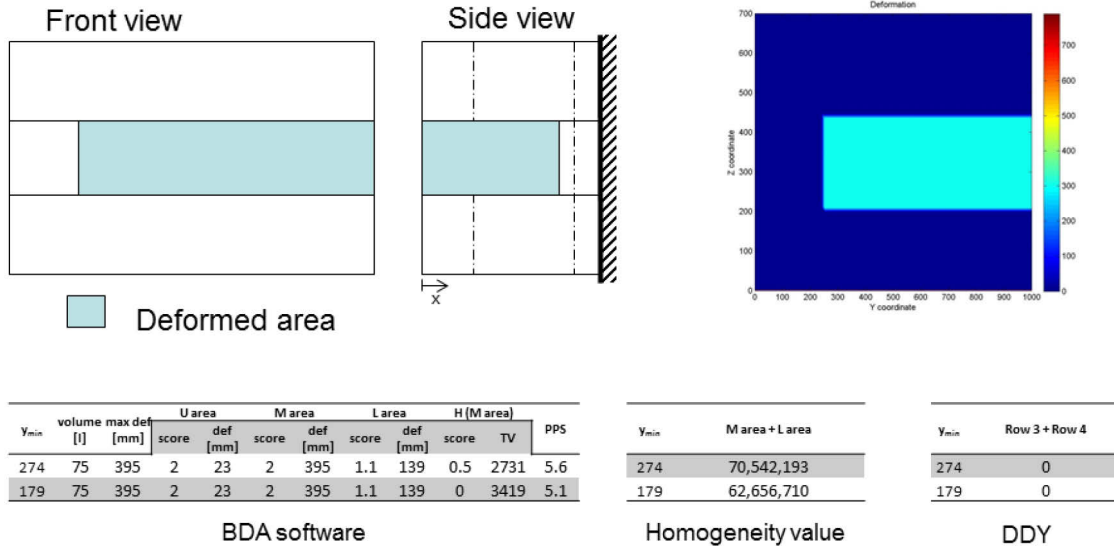 Front view
Side view
x
Deformed area
Deformation
700
600
500
400
300
200
100
0
Z coordinate
0 100 200 300 400 500 600 700 800 900 1000
Y coordinate
700
600
500
400
300
200
100
0
U area M area L area H (M area)
ymin volume [l] max def [mm] score def [mm] score def [mm] score def [mm] score TV PPS
274 75 395 2 23 2 395 1.1 139 0.5 2731 5.6
179 75 395 2 23 2 395 1.1 139 0 3419 5.1
BDA software
ymin M area + L area
274 70,542,193
179 62,656,710
Homogeneity value
ymin Row 3 + Row 4
274 0
179 0
DDY